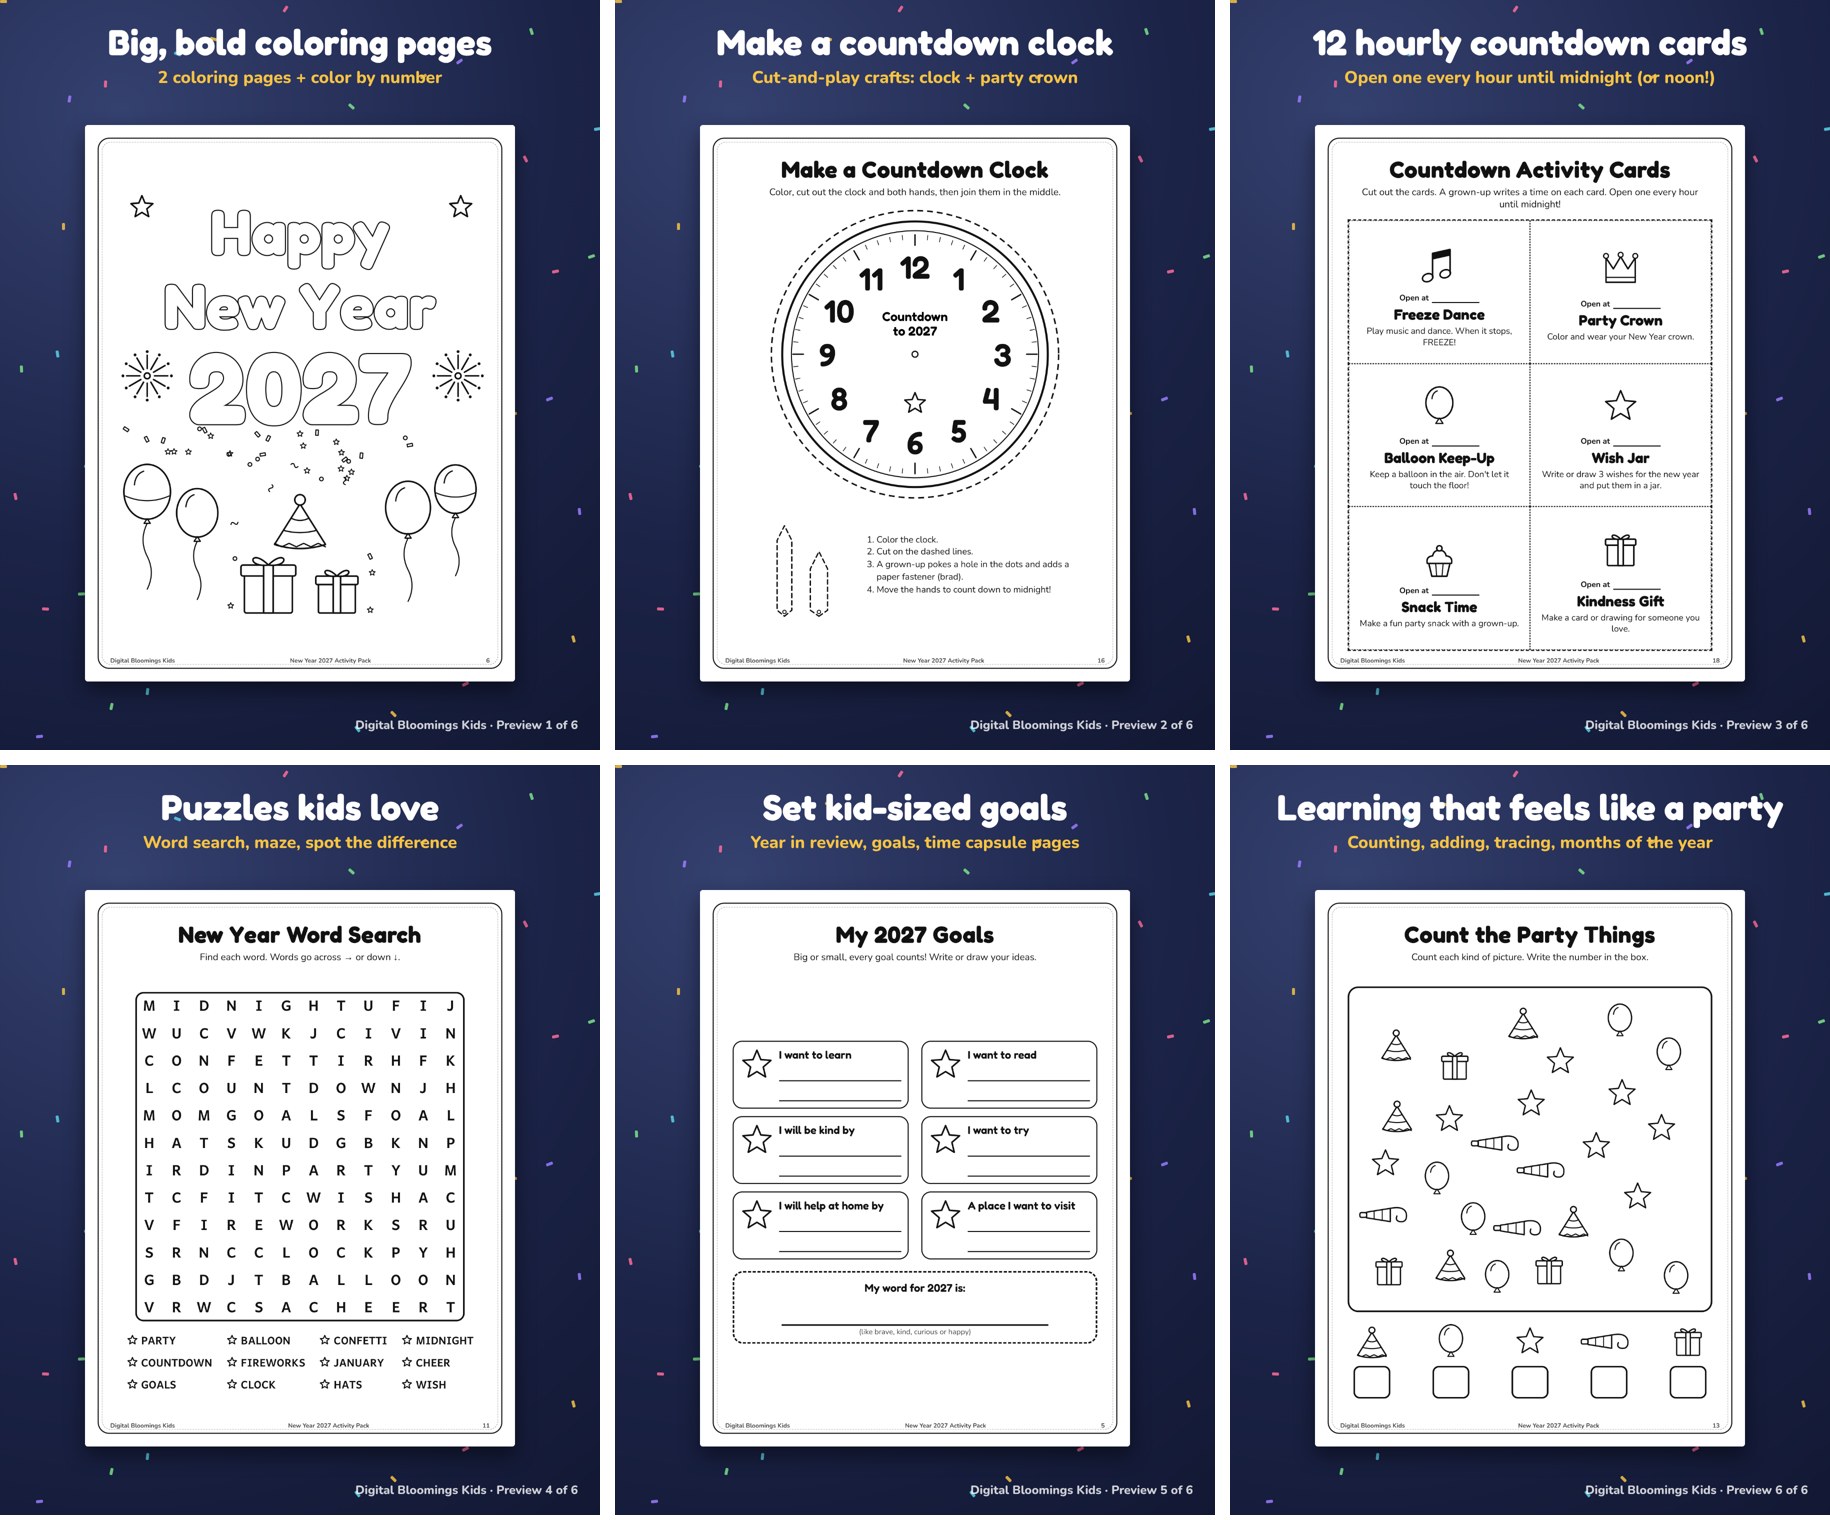 Big, bold coloring pages
2 coloring pages + color by number
Happy
New Year
2027
Digital Bloomings Kids New Year 2027 Activity Pack 6
Digital Bloomings Kids · Preview 1 of 6
Make a countdown clock
Cut-and-play crafts: clock + party crown
Make a Countdown Clock
Color, cut out the clock and both hands, then join them in the middle.
12
11 1
10 2
Countdown
to 2027
9 3
8 4
7 5
6
1. Color the clock.
2. Cut on the dashed lines.
3. A grown-up pokes a hole in the dots and adds a
paper fastener (brad).
4. Move the hands to count down to midnight!
Digital Bloomings Kids New Year 2027 Activity Pack 16
Digital Bloomings Kids · Preview 2 of 6
12 hourly countdown cards
Open one every hour until midnight (or noon!)
Countdown Activity Cards
Cut out the cards. A grown-up writes a time on each card. Open one every hour
until midnight!
Open at
Freeze Dance
Play music and dance. When it stops,
FREEZE!
Open at
Party Crown
Color and wear your New Year crown.
Open at
Balloon Keep-Up
Keep a balloon in the air. Don't let it
touch the floor!
Open at
Wish Jar
Write or draw 3 wishes for the new year
and put them in a jar.
Open at
Snack Time
Make a fun party snack with a grown-up.
Open at
Kindness Gift
Make a card or drawing for someone you
love.
Digital Bloomings Kids New Year 2027 Activity Pack 18
Digital Bloomings Kids · Preview 3 of 6
Puzzles kids love
Word search, maze, spot the difference
New Year Word Search
Find each word. Words go across → or down ↓.
M I D N I G H T U F I J
W U C V W K J C I V I N
C O N F E T T I R H F K
L C O U N T D O W N J H
M O M G O A L S F O A L
H A T S K U D G B K N P
I R D I N P A R T Y U M
T C F I T C W I S H A C
V F I R E W O R K S R U
S R N C C L O C K P Y H
G B D J T B A L L O O N
V R W C S A C H E E R T
PARTY BALLOON CONFETTI MIDNIGHT
COUNTDOWN FIREWORKS JANUARY CHEER
GOALS CLOCK HATS WISH
Digital Bloomings Kids New Year 2027 Activity Pack 11
Digital Bloomings Kids · Preview 4 of 6
Set kid-sized goals
Year in review, goals, time capsule pages
My 2027 Goals
Big or small, every goal counts! Write or draw your ideas.
I want to learn
I want to read
I will be kind by
I want to try
I will help at home by
A place I want to visit
My word for 2027 is:
(like brave, kind, curious or happy)
Digital Bloomings Kids New Year 2027 Activity Pack 5
Digital Bloomings Kids · Preview 5 of 6
Learning that feels like a party
Counting, adding, tracing, months of the year
Count the Party Things
Count each kind of picture. Write the number in the box.
Digital Bloomings Kids New Year 2027 Activity Pack 13
Digital Bloomings Kids · Preview 6 of 6